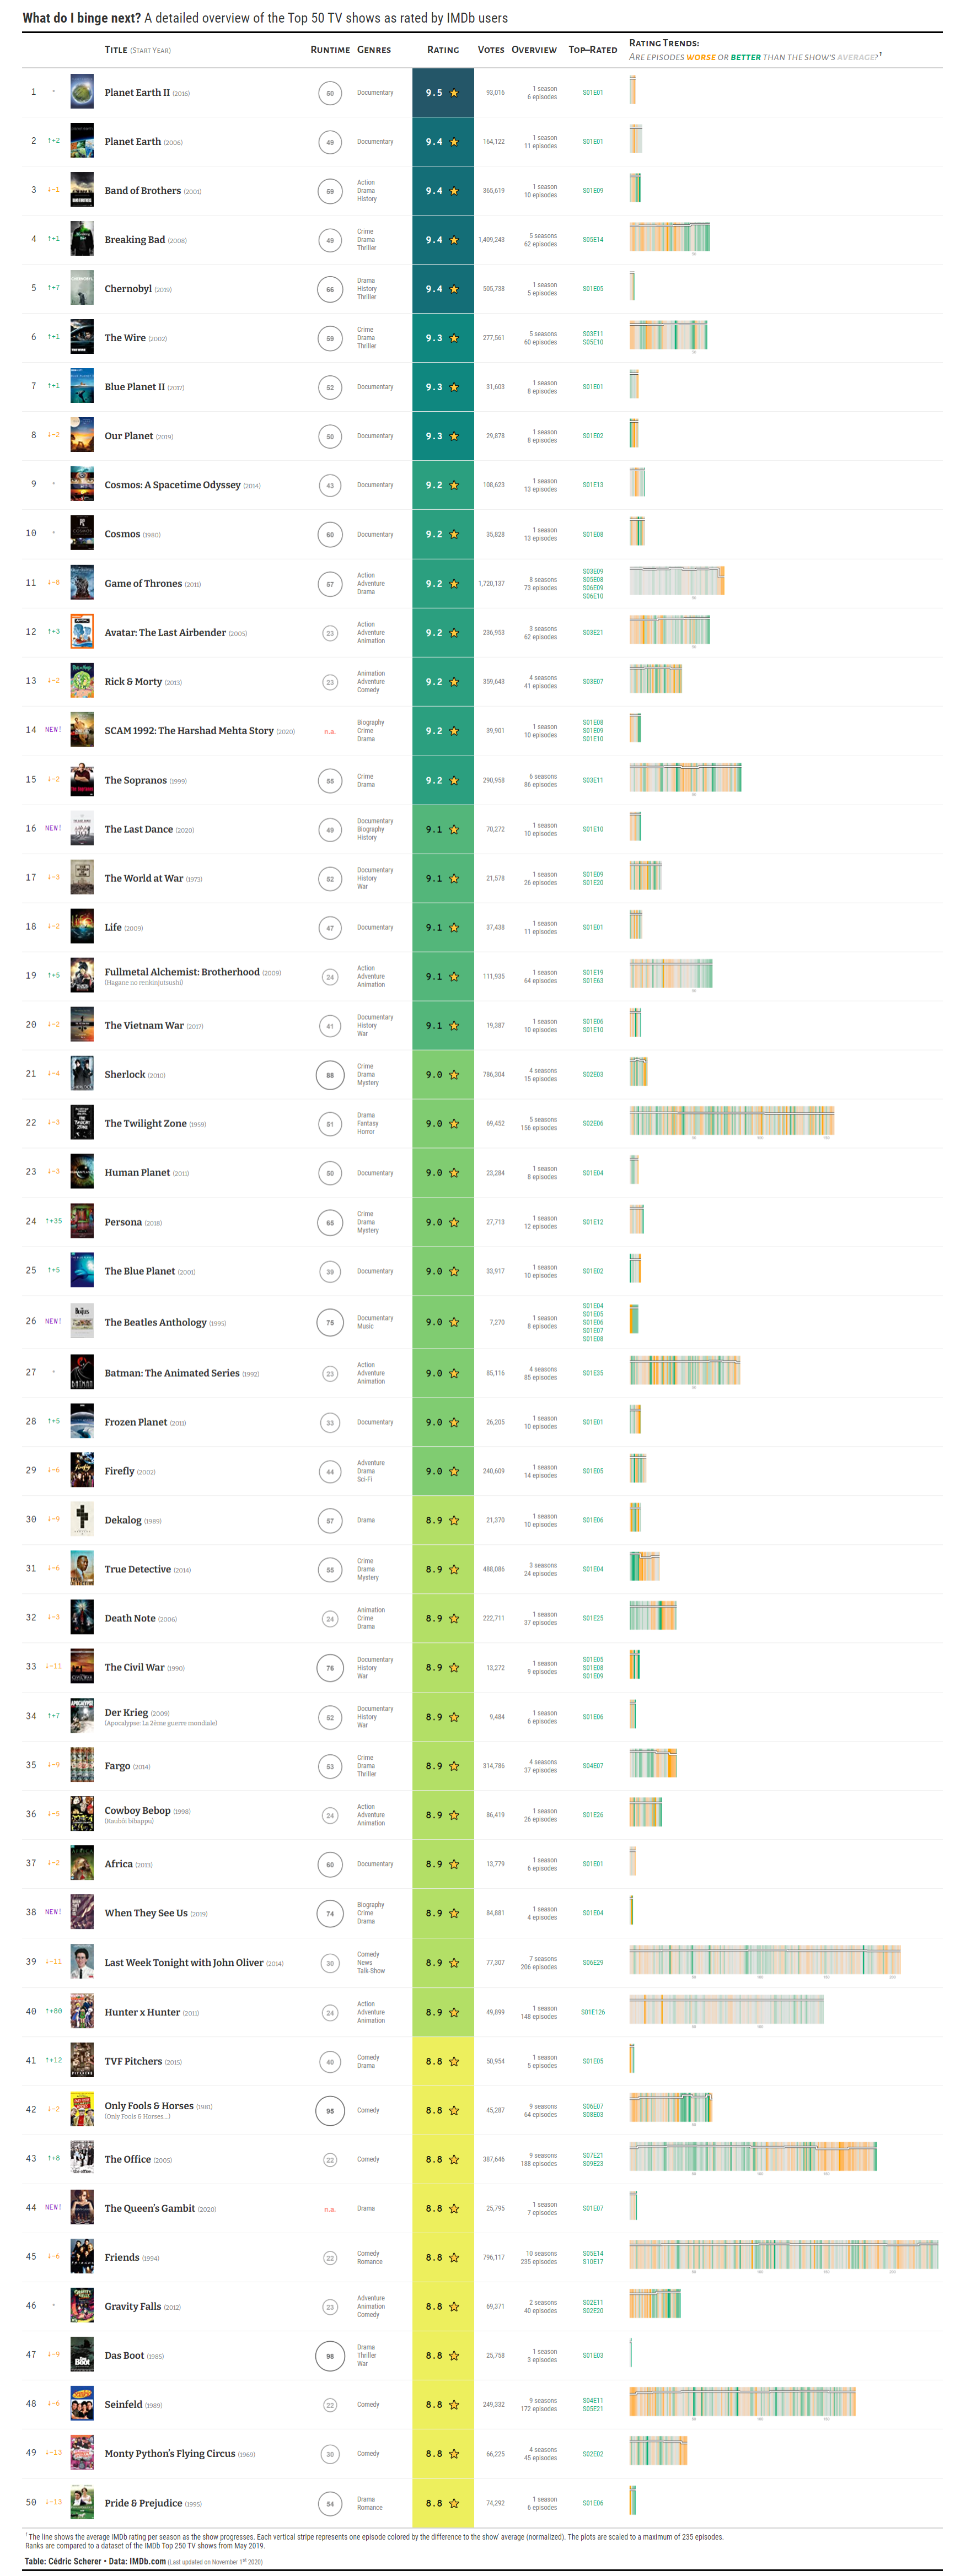 What do I binge next? A detailed overview of the Top 50 TV shows as rated by IMDb users
TITLE (START YEAR) RUNTIME GENRES RATING VOTES OVERVIEW TOP–RATED RATING TRENDS:
ARE EPISODES WORSE OR BETTER THAN THE SHOW'S AVERAGE?†
1 Planet Earth II (2016) 50 Documentary 9.5 93,016 1 season 6 episodes S01E01
2 ↑+2 Planet Earth (2006) 49 Documentary 9.4 164,122 1 season 11 episodes S01E01
3 ↓−1 Band of Brothers (2001) 59 Action Drama History 9.4 365,619 1 season 10 episodes S01E09
4 ↑+1 Breaking Bad (2008) 49 Crime Drama Thriller 9.4 1,409,243 5 seasons 62 episodes S05E14
5 ↑+7 Chernobyl (2019) 66 Drama History Thriller 9.4 505,738 1 season 5 episodes S01E05
6 ↑+1 The Wire (2002) 59 Crime Drama Thriller 9.3 277,561 5 seasons 60 episodes S03E11 S05E10
7 ↑+1 Blue Planet II (2017) 52 Documentary 9.3 31,603 1 season 8 episodes S01E01
8 ↓−2 Our Planet (2019) 50 Documentary 9.3 29,878 1 season 8 episodes S01E02
9 Cosmos: A Spacetime Odyssey (2014) 43 Documentary 9.2 108,623 1 season 13 episodes S01E13
10 Cosmos (1980) 60 Documentary 9.2 35,828 1 season 13 episodes S01E08
11 ↓−8 Game of Thrones (2011) 57 Action Adventure Drama 9.2 1,720,137 8 seasons 73 episodes S03E09 S05E08 S06E09 S06E10
12 ↑+3 Avatar: The Last Airbender (2005) 23 Action Adventure Animation 9.2 236,953 3 seasons 62 episodes S03E21
13 ↓−2 Rick & Morty (2013) 23 Animation Adventure Comedy 9.2 359,643 4 seasons 41 episodes S03E07
14 NEW! SCAM 1992: The Harshad Mehta Story (2020) n.a. Biography Crime Drama 9.2 39,901 1 season 10 episodes S01E08 S01E09 S01E10
15 ↓−2 The Sopranos (1999) 55 Crime Drama 9.2 290,958 6 seasons 86 episodes S03E11
16 NEW! The Last Dance (2020) 49 Documentary Biography History 9.1 70,272 1 season 10 episodes S01E10
17 ↓−3 The World at War (1973) 52 Documentary History War 9.1 21,578 1 season 26 episodes S01E09 S01E20
18 ↓−2 Life (2009) 47 Documentary 9.1 37,438 1 season 11 episodes S01E01
19 ↑+5 Fullmetal Alchemist: Brotherhood (2009) (Hagane no renkinjutsushi) 24 Action Adventure Animation 9.1 111,935 1 season 64 episodes S01E19 S01E63
20 ↓−2 The Vietnam War (2017) 41 Documentary History War 9.1 19,387 1 season 10 episodes S01E06 S01E10
21 ↓−4 Sherlock (2010) 88 Crime Drama Mystery 9.0 786,304 4 seasons 15 episodes S02E03
22 ↓−3 The Twilight Zone (1959) 51 Drama Fantasy Horror 9.0 69,452 5 seasons 156 episodes S02E06
23 ↓−3 Human Planet (2011) 50 Documentary 9.0 23,284 1 season 8 episodes S01E04
24 ↑+35 Persona (2018) 65 Crime Drama Mystery 9.0 27,713 1 season 12 episodes S01E12
25 ↑+5 The Blue Planet (2001) 39 Documentary 9.0 33,917 1 season 10 episodes S01E02
26 NEW! The Beatles Anthology (1995) 75 Documentary Music 9.0 7,270 1 season 8 episodes S01E04 S01E05 S01E06 S01E07 S01E08
27 Batman: The Animated Series (1992) 23 Action Adventure Animation 9.0 85,116 4 seasons 85 episodes S01E35
28 ↑+5 Frozen Planet (2011) 33 Documentary 9.0 26,205 1 season 10 episodes S01E01
29 ↓−6 Firefly (2002) 44 Adventure Drama Sci-Fi 9.0 240,609 1 season 14 episodes S01E05
30 ↓−9 Dekalog (1989) 57 Drama 8.9 21,370 1 season 10 episodes S01E06
31 ↓−6 True Detective (2014) 55 Crime Drama Mystery 8.9 488,086 3 seasons 24 episodes S01E04
32 ↓−3 Death Note (2006) 24 Animation Crime Drama 8.9 222,711 1 season 37 episodes S01E25
33 ↓−11 The Civil War (1990) 76 Documentary History War 8.9 13,272 1 season 9 episodes S01E05 S01E08 S01E09
34 ↑+7 Der Krieg (2009) (Apocalypse: La 2ème guerre mondiale) 52 Documentary History War 8.9 9,484 1 season 6 episodes S01E06
35 ↓−9 Fargo (2014) 53 Crime Drama Thriller 8.9 314,786 4 seasons 37 episodes S04E07
36 ↓−5 Cowboy Bebop (1998) (Kaubôi bibappu) 24 Action Adventure Animation 8.9 86,419 1 season 26 episodes S01E26
37 ↓−2 Africa (2013) 60 Documentary 8.9 13,779 1 season 6 episodes S01E01
38 NEW! When They See Us (2019) 74 Biography Crime Drama 8.9 84,881 1 season 4 episodes S01E04
39 ↓−11 Last Week Tonight with John Oliver (2014) 30 Comedy News Talk-Show 8.9 77,307 7 seasons 206 episodes S06E29
40 ↑+80 Hunter x Hunter (2011) 24 Action Adventure Animation 8.9 49,899 1 season 148 episodes S01E126
41 ↑+12 TVF Pitchers (2015) 40 Comedy Drama 8.8 50,954 1 season 5 episodes S01E05
42 ↓−2 Only Fools & Horses (1981) (Only Fools & Horses...) 95 Comedy 8.8 45,287 9 seasons 64 episodes S06E07 S08E03
43 ↑+8 The Office (2005) 22 Comedy 8.8 387,646 9 seasons 188 episodes S07E21 S09E23
44 NEW! The Queen's Gambit (2020) n.a. Drama 8.8 25,795 1 season 7 episodes S01E07
45 ↓−6 Friends (1994) 22 Comedy Romance 8.8 796,117 10 seasons 235 episodes S05E14 S10E17
46 Gravity Falls (2012) 23 Adventure Animation Comedy 8.8 69,371 2 seasons 40 episodes S02E11 S02E20
47 ↓−9 Das Boot (1985) 98 Drama Thriller War 8.8 25,758 1 season 3 episodes S01E03
48 ↓−6 Seinfeld (1989) 22 Comedy 8.8 249,332 9 seasons 172 episodes S04E11 S05E21
49 ↓−13 Monty Python's Flying Circus (1969) 30 Comedy 8.8 66,225 4 seasons 45 episodes S02E02
50 ↓−13 Pride & Prejudice (1995) 54 Drama Romance 8.8 74,292 1 season 6 episodes S01E06
† The line shows the average IMDb rating per season as the show progresses. Each vertical stripe represents one episode colored by the difference to the show' average (normalized). The plots are scaled to a maximum of 235 episodes.
Ranks are compared to a dataset of the IMDb Top 250 TV shows from May 2019.
Table: Cédric Scherer • Data: IMDb.com (Last updated on November 1st 2020)